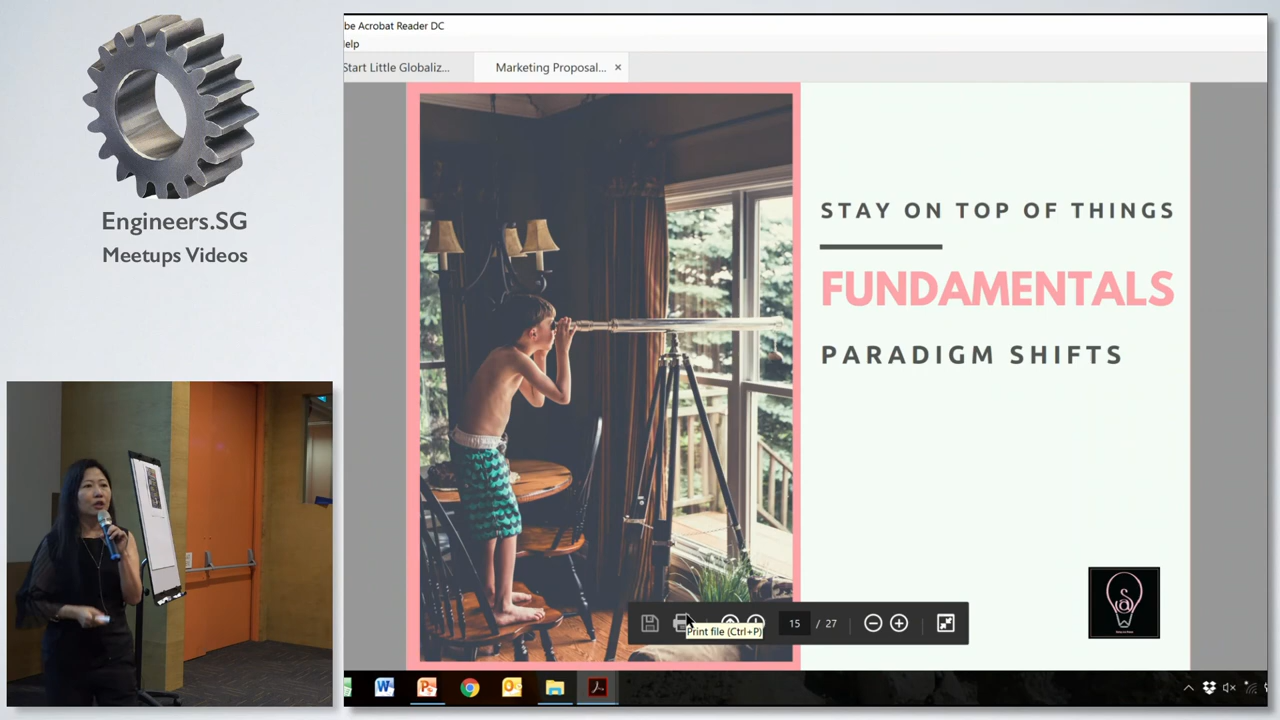 Engineers.SG
Meetups Videos
be Acrobat Reader DC
elp
Start Little Globaliz...
Marketing Proposal... ×
STAY ON TOP OF THINGS
FUNDAMENTALS
PARADIGM SHIFTS
15 / 27
Print file (Ctrl+P)